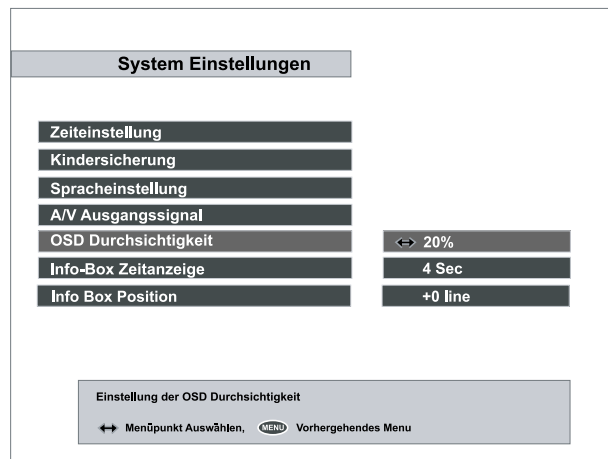 System Einstellungen
Zeiteinstellung
Kindersicherung
Spracheinstellung
A/V Ausgangssignal
OSD Durchsichtigkeit ⇔ 20%
Info-Box Zeitanzeige 4 Sec
Info Box Position +0 line
Einstellung der OSD Durchsichtigkeit
↔ Menüpunkt Auswählen, MENU Vorhergehendes Menu